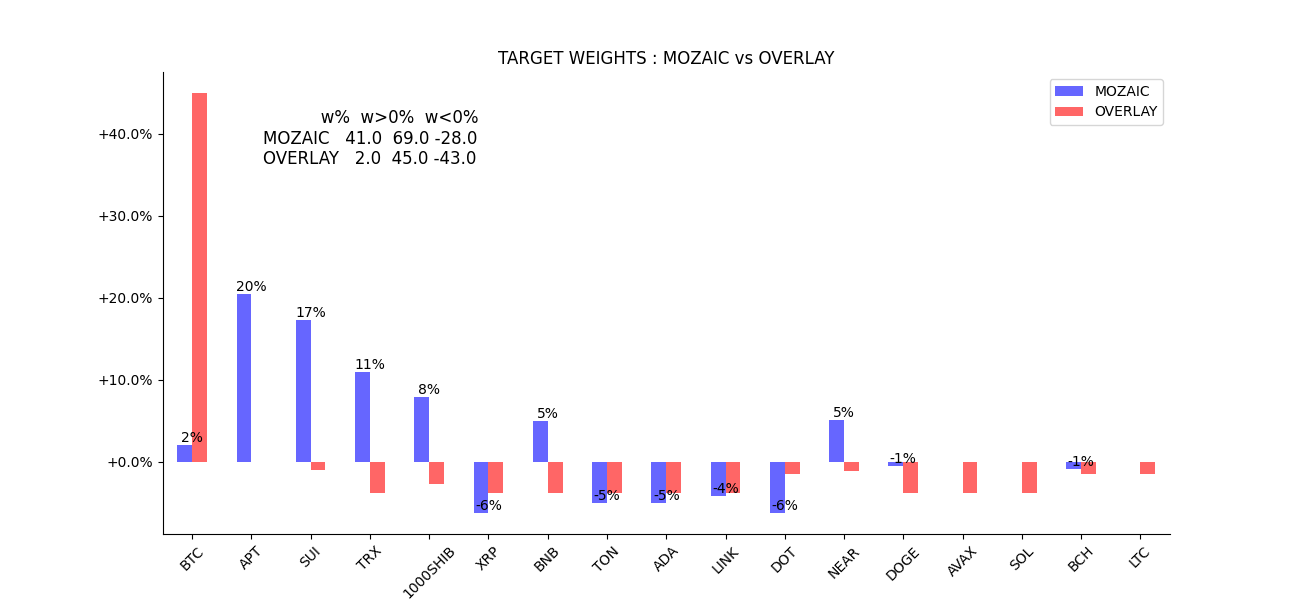 TARGET WEIGHTS : MOZAIC vs OVERLAY
MOZAIC
OVERLAY
w% w>0% w<0%
MOZAIC 41.0 69.0 -28.0
OVERLAY 2.0 45.0 -43.0
+40.0%
+30.0%
+20.0%
+10.0%
+0.0%
2%
20%
17%
11%
8%
-6%
5%
-5%
-5%
-4%
-6%
5%
-1%
-1%
BTC
APT
SUI
TRX
1000SHIB
XRP
BNB
TON
ADA
LINK
DOT
NEAR
DOGE
AVAX
SOL
BCH
LTC